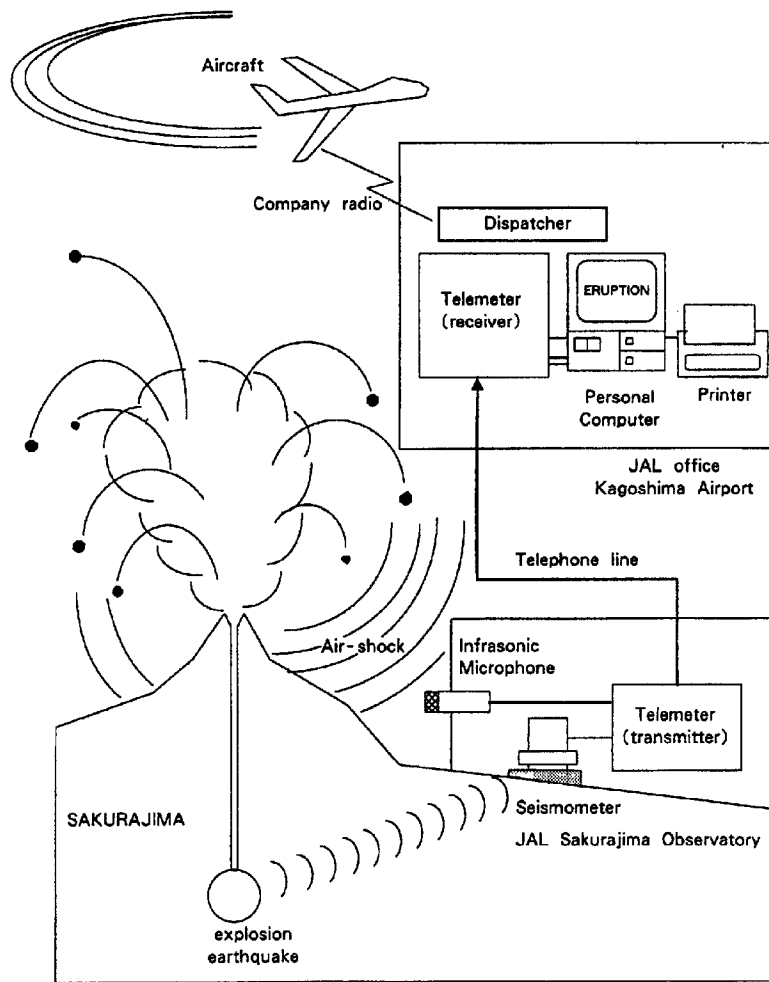 Aircraft
Company radio
Dispatcher
Telemeter
(receiver)
ERUPTION
Personal
Computer
Printer
JAL office
Kagoshima Airport
Telephone line
Air-shock
Infrasonic
Microphone
Telemeter
(transmitter)
Seismometer
JAL Sakurajima Observatory
SAKURAJIMA
explosion
earthquake